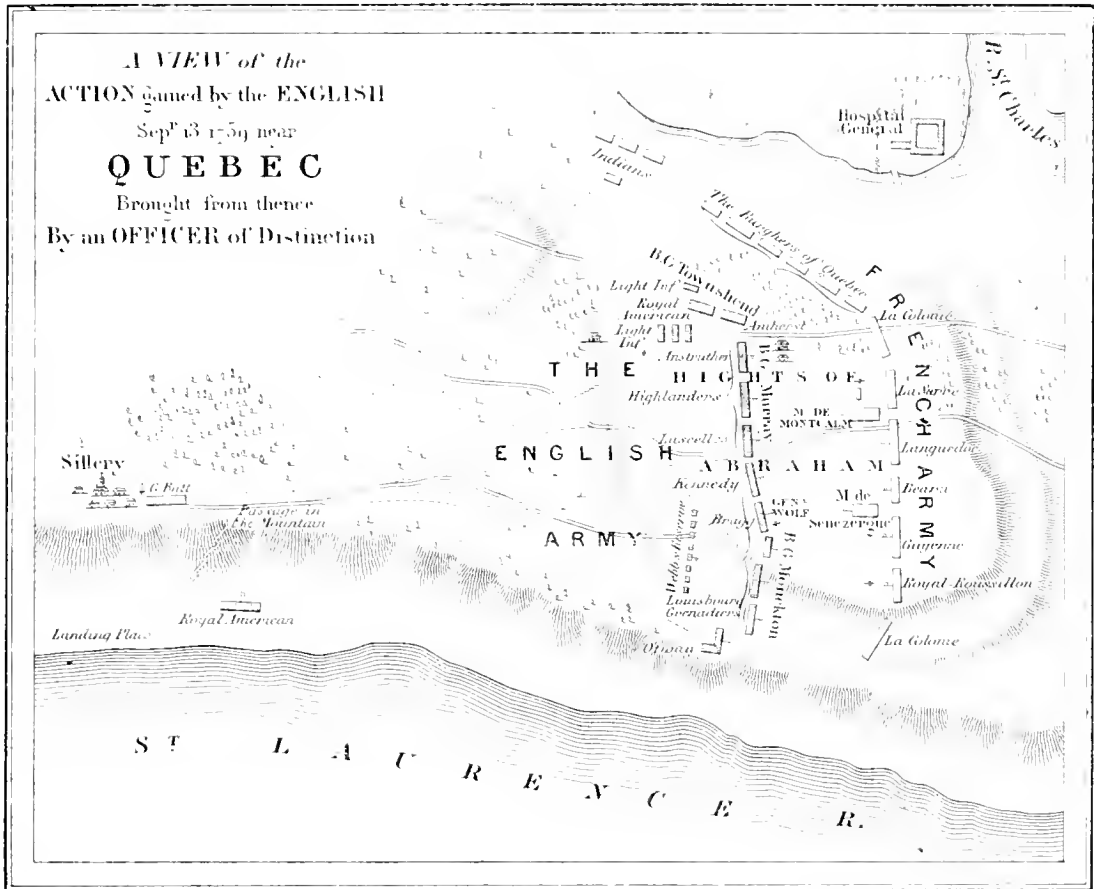 A VIEW of the
ACTION gained by the ENGLISH
Sepr. 13 1759 near
QUEBEC
Brought from thence
By an OFFICER of Distinction
R. St. Charles
Hospital
General
Indians
The Burghers of Quebec
B.G. Townshend
Light Inf.
Royal
American
Light
Inf.
Amherst
La Colonie
FRENCH ARMY
Anstruther
THE
ENGLISH
ARMY
HIGHTS OF
ABRAHAM
Highlanders
B.G. Murray
La Sarre
M. DE
MONTCALM
Lascell
Languedoc
Kennedy
Bearn
Sillery
G. Batt
Passage in
the Mountain
Bragg
GENl.
WOLF
M de
Senezergue
Guyenne
B.G. Monckton
Louisbourg
Grenadiers
Royal Roussillon
Royal American
Landing Place
Otway
La Colonie
ST. LAURENCE R.